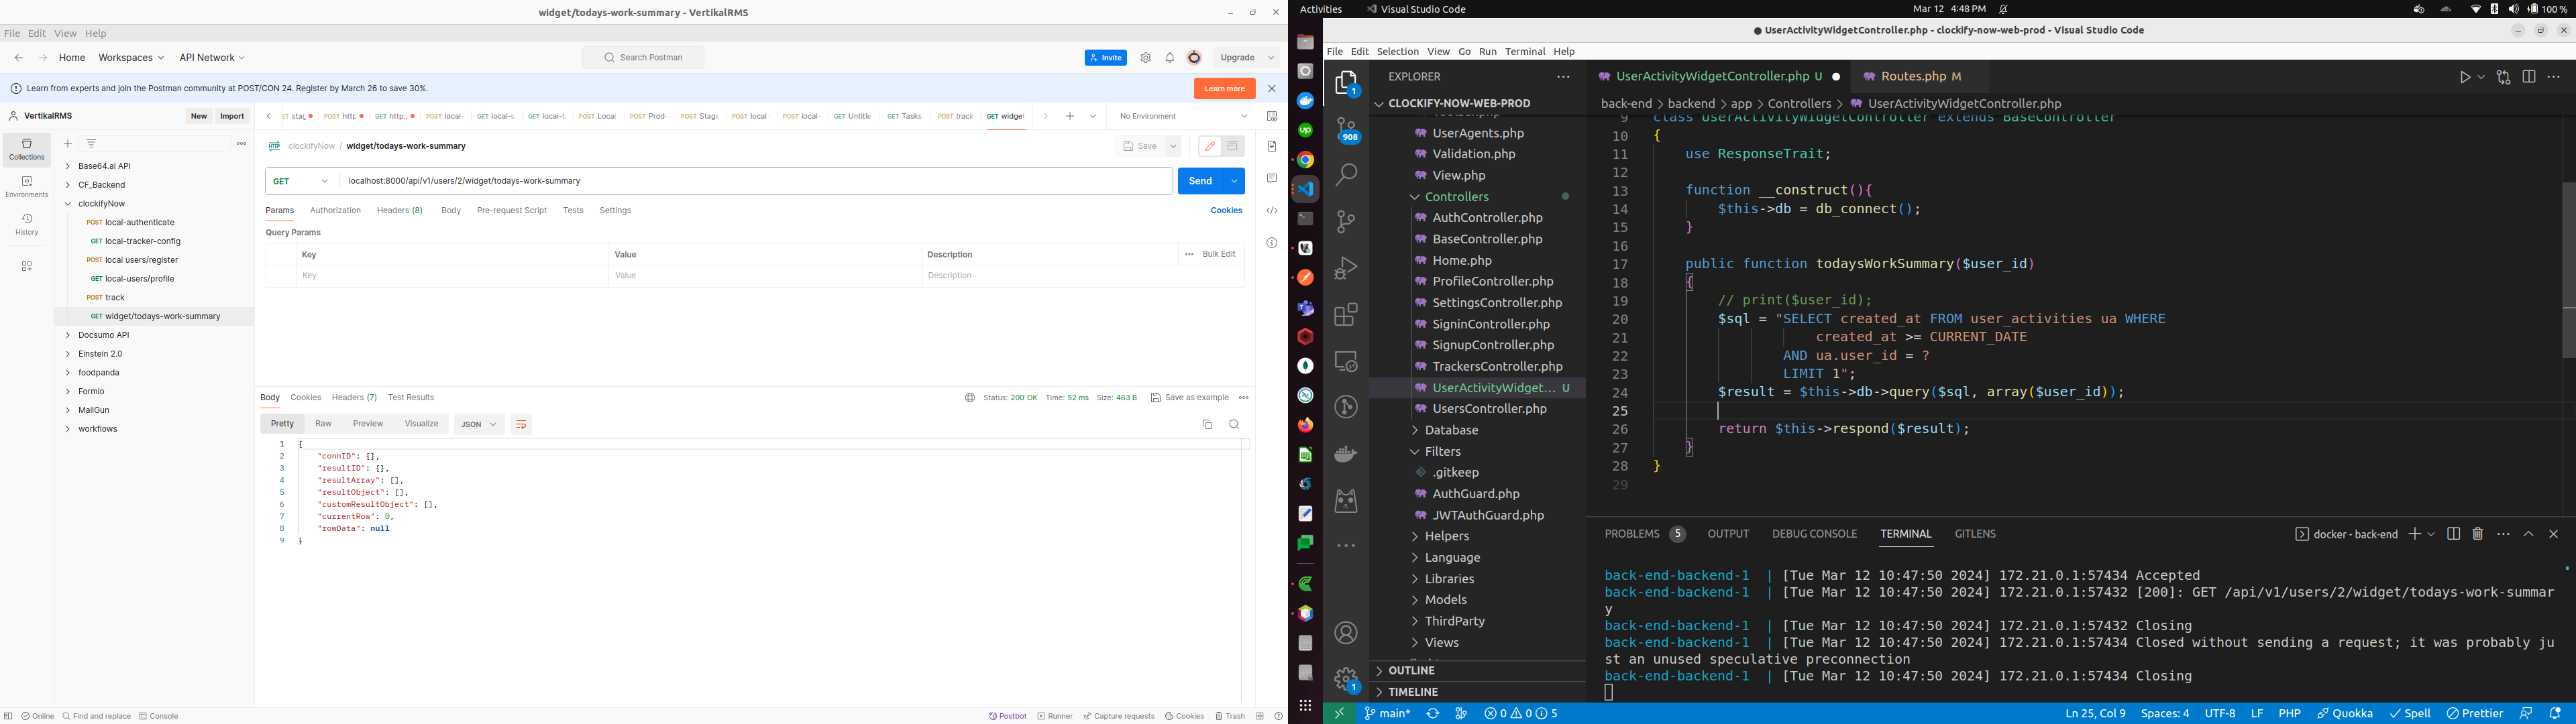 widget/todays-work-summary - VertikalRMS
File Edit View Help
Home Workspaces API Network
Search Postman
Invite
Upgrade
Learn from experts and join the Postman community at POST/CON 24. Register by March 26 to save 30%.
Learn more
VertikalRMS
New Import
POST http:
GET http:
POST local-
GET local-u
GET local-t
POST Local
POST Prod-
POST Stage
POST local
POST local-
GET Untitle
GET Tasks
POST track
GET widget
No Environment
Collections
Environments
History
Base64.ai API
CF_Backend
clockifyNow
POST local-authenticate
GET local-tracker-config
POST local users/register
GET local-users/profile
POST track
GET widget/todays-work-summary
Docsumo API
Einstein 2.0
foodpanda
Formio
MailGun
workflows
clockifyNow / widget/todays-work-summary
Save
GET
localhost:8000/api/v1/users/2/widget/todays-work-summary
Send
Params Authorization Headers (8) Body Pre-request Script Tests Settings
Cookies
Query Params
Key Value Description
Bulk Edit
Key Value Description
Body Cookies Headers (7) Test Results
Status: 200 OK Time: 52 ms Size: 463 B
Save as example
Pretty Raw Preview Visualize JSON
1 {
2 "connID": {},
3 "resultID": {},
4 "resultArray": [],
5 "resultObject": [],
6 "customResultObject": [],
7 "currentRow": 0,
8 "rowData": null
9 }
Online Find and replace Console
Postbot Runner Capture requests Cookies Trash
Activities Visual Studio Code
Mar 12 4:48 PM
100 %
UserActivityWidgetController.php - clockify-now-web-prod - Visual Studio Code
File Edit Selection View Go Run Terminal Help
1
908
1
EXPLORER
CLOCKIFY-NOW-WEB-PROD
UserAgents.php
Validation.php
View.php
Controllers
AuthController.php
BaseController.php
Home.php
ProfileController.php
SettingsController.php
SigninController.php
SignupController.php
TrackersController.php
UserActivityWidget... U
UsersController.php
Database
Filters
.gitkeep
AuthGuard.php
JWTAuthGuard.php
Helpers
Language
Libraries
Models
ThirdParty
Views
OUTLINE
TIMELINE
UserActivityWidgetController.php U
Routes.php M
back-end > backend > app > Controllers > UserActivityWidgetController.php
9 class UserActivityWidgetController extends BaseController
10 {
11 use ResponseTrait;
12
13 function __construct(){
14 $this->db = db_connect();
15 }
16
17 public function todaysWorkSummary($user_id)
18 {
19 // print($user_id);
20 $sql = "SELECT created_at FROM user_activities ua WHERE
21 created_at >= CURRENT_DATE
22 AND ua.user_id = ?
23 LIMIT 1";
24 $result = $this->db->query($sql, array($user_id));
25
26 return $this->respond($result);
27 }
28 }
29
PROBLEMS 5 OUTPUT DEBUG CONSOLE TERMINAL GITLENS
docker - back-end
back-end-backend-1 | [Tue Mar 12 10:47:50 2024] 172.21.0.1:57434 Accepted
back-end-backend-1 | [Tue Mar 12 10:47:50 2024] 172.21.0.1:57432 [200]: GET /api/v1/users/2/widget/todays-work-summar
y
back-end-backend-1 | [Tue Mar 12 10:47:50 2024] 172.21.0.1:57432 Closing
back-end-backend-1 | [Tue Mar 12 10:47:50 2024] 172.21.0.1:57434 Closed without sending a request; it was probably ju
st an unused speculative preconnection
back-end-backend-1 | [Tue Mar 12 10:47:50 2024] 172.21.0.1:57434 Closing
main* 0 0 5
Ln 25, Col 9 Spaces: 4 UTF-8 LF PHP Quokka Spell Prettier